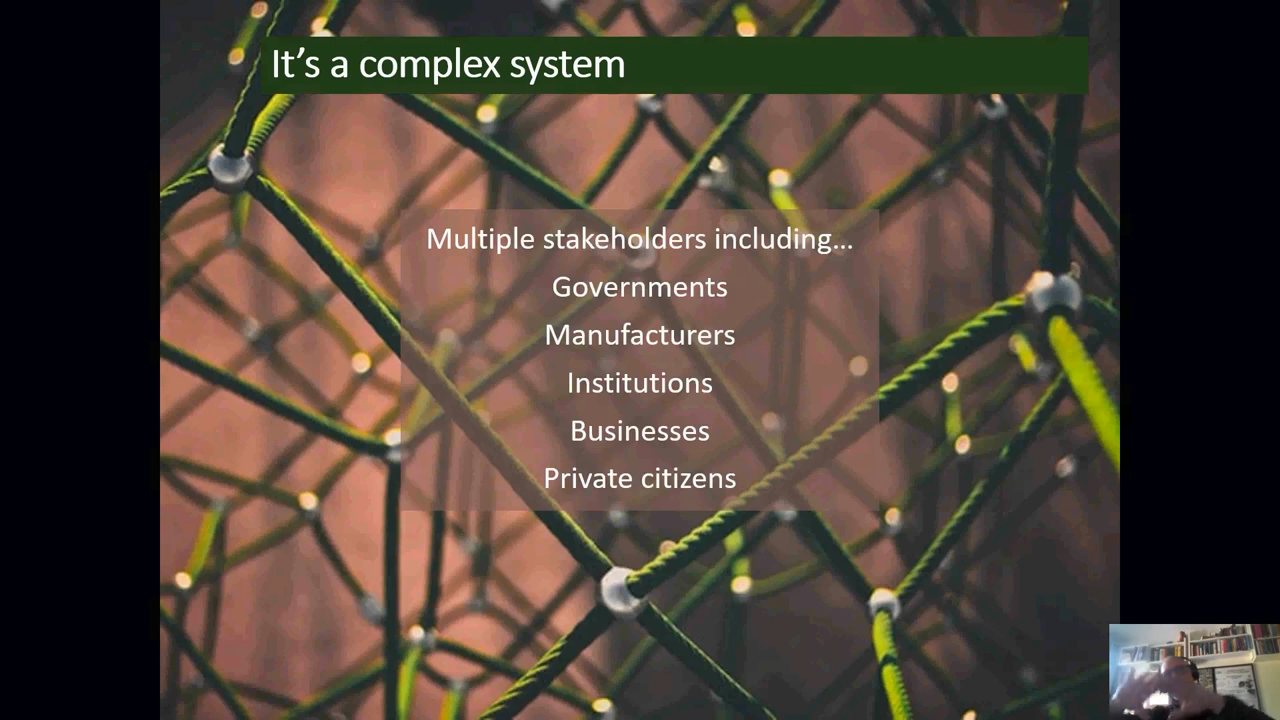 It's a complex system
Multiple stakeholders including...
Governments
Manufacturers
Institutions
Businesses
Private citizens